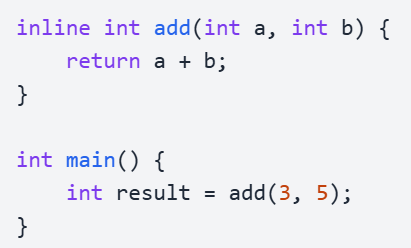 inline int add(int a, int b) {
    return a + b;
}

int main() {
    int result = add(3, 5);
}